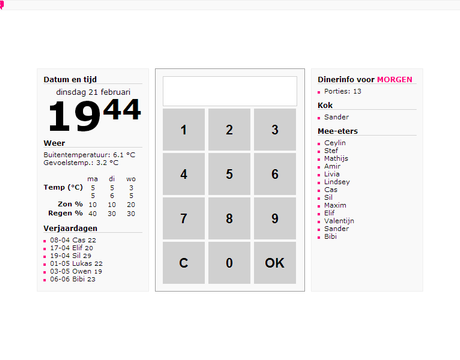 Datum en tijd
dinsdag 21 februari
19 44
Weer
Buitentemperatuur: 6.1 °C
Gevoelstemp.: 3.2 °C
ma di wo
Temp (°C) 5 5 3
5 6 5
Zon % 10 10 20
Regen % 40 30 30
Verjaardagen
08-04 Cas 22
17-04 Elif 20
19-04 Sil 29
01-05 Lukas 22
03-05 Owen 19
06-06 Bibi 23
1 2 3
4 5 6
7 8 9
C 0 OK
Dinerinfo voor MORGEN
Porties: 13
Kok
Sander
Mee-eters
Ceylin
Stef
Mathijs
Amir
Livia
Lindsey
Cas
Sil
Maxim
Elif
Valentijn
Sander
Bibi